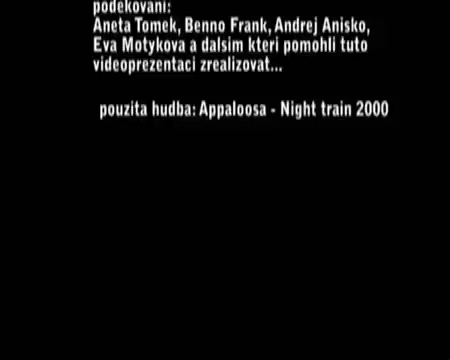 podekovani:
Aneta Tomek, Benno Frank, Andrej Anisko,
Eva Motykova a dalsim kteri pomohli tuto
videoprezentaci zrealizovat...
pouzita hudba: Appaloosa - Night train 2000